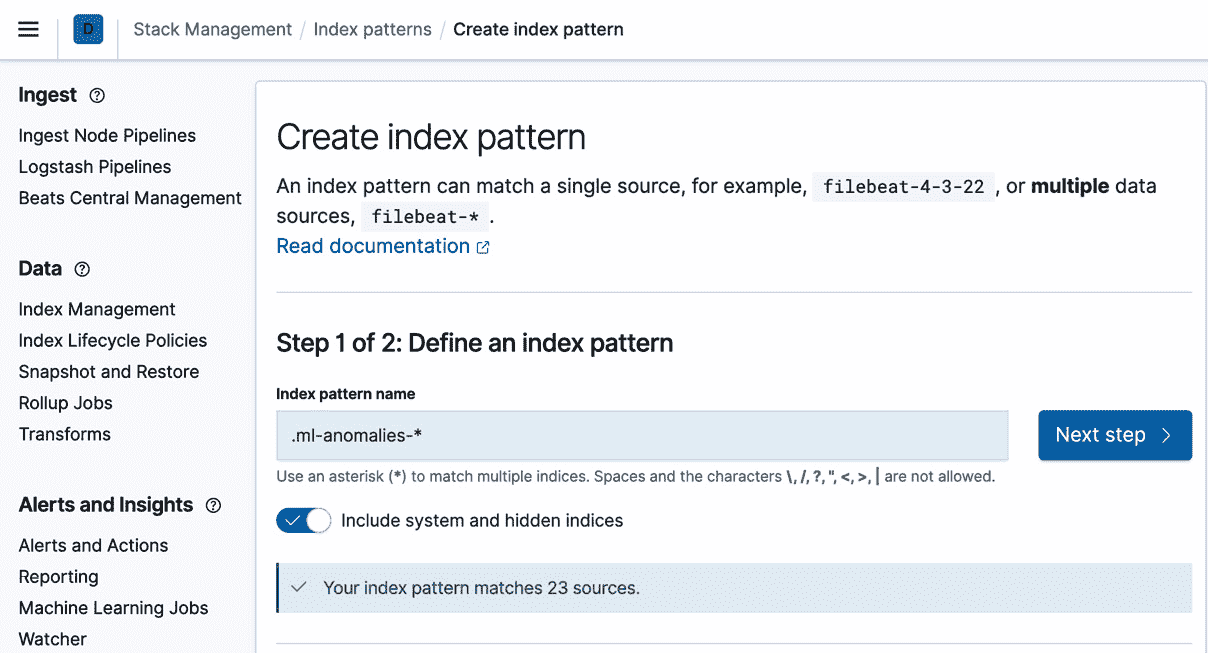 D Stack Management / Index patterns / Create index pattern
Ingest
Ingest Node Pipelines
Logstash Pipelines
Beats Central Management
Data
Index Management
Index Lifecycle Policies
Snapshot and Restore
Rollup Jobs
Transforms
Alerts and Insights
Alerts and Actions
Reporting
Machine Learning Jobs
Watcher
Create index pattern
An index pattern can match a single source, for example, filebeat-4-3-22 , or multiple data
sources, filebeat-* .
Read documentation
Step 1 of 2: Define an index pattern
Index pattern name
.ml-anomalies-*
Next step
Use an asterisk (*) to match multiple indices. Spaces and the characters \, /, ?, ", <, >, | are not allowed.
Include system and hidden indices
Your index pattern matches 23 sources.